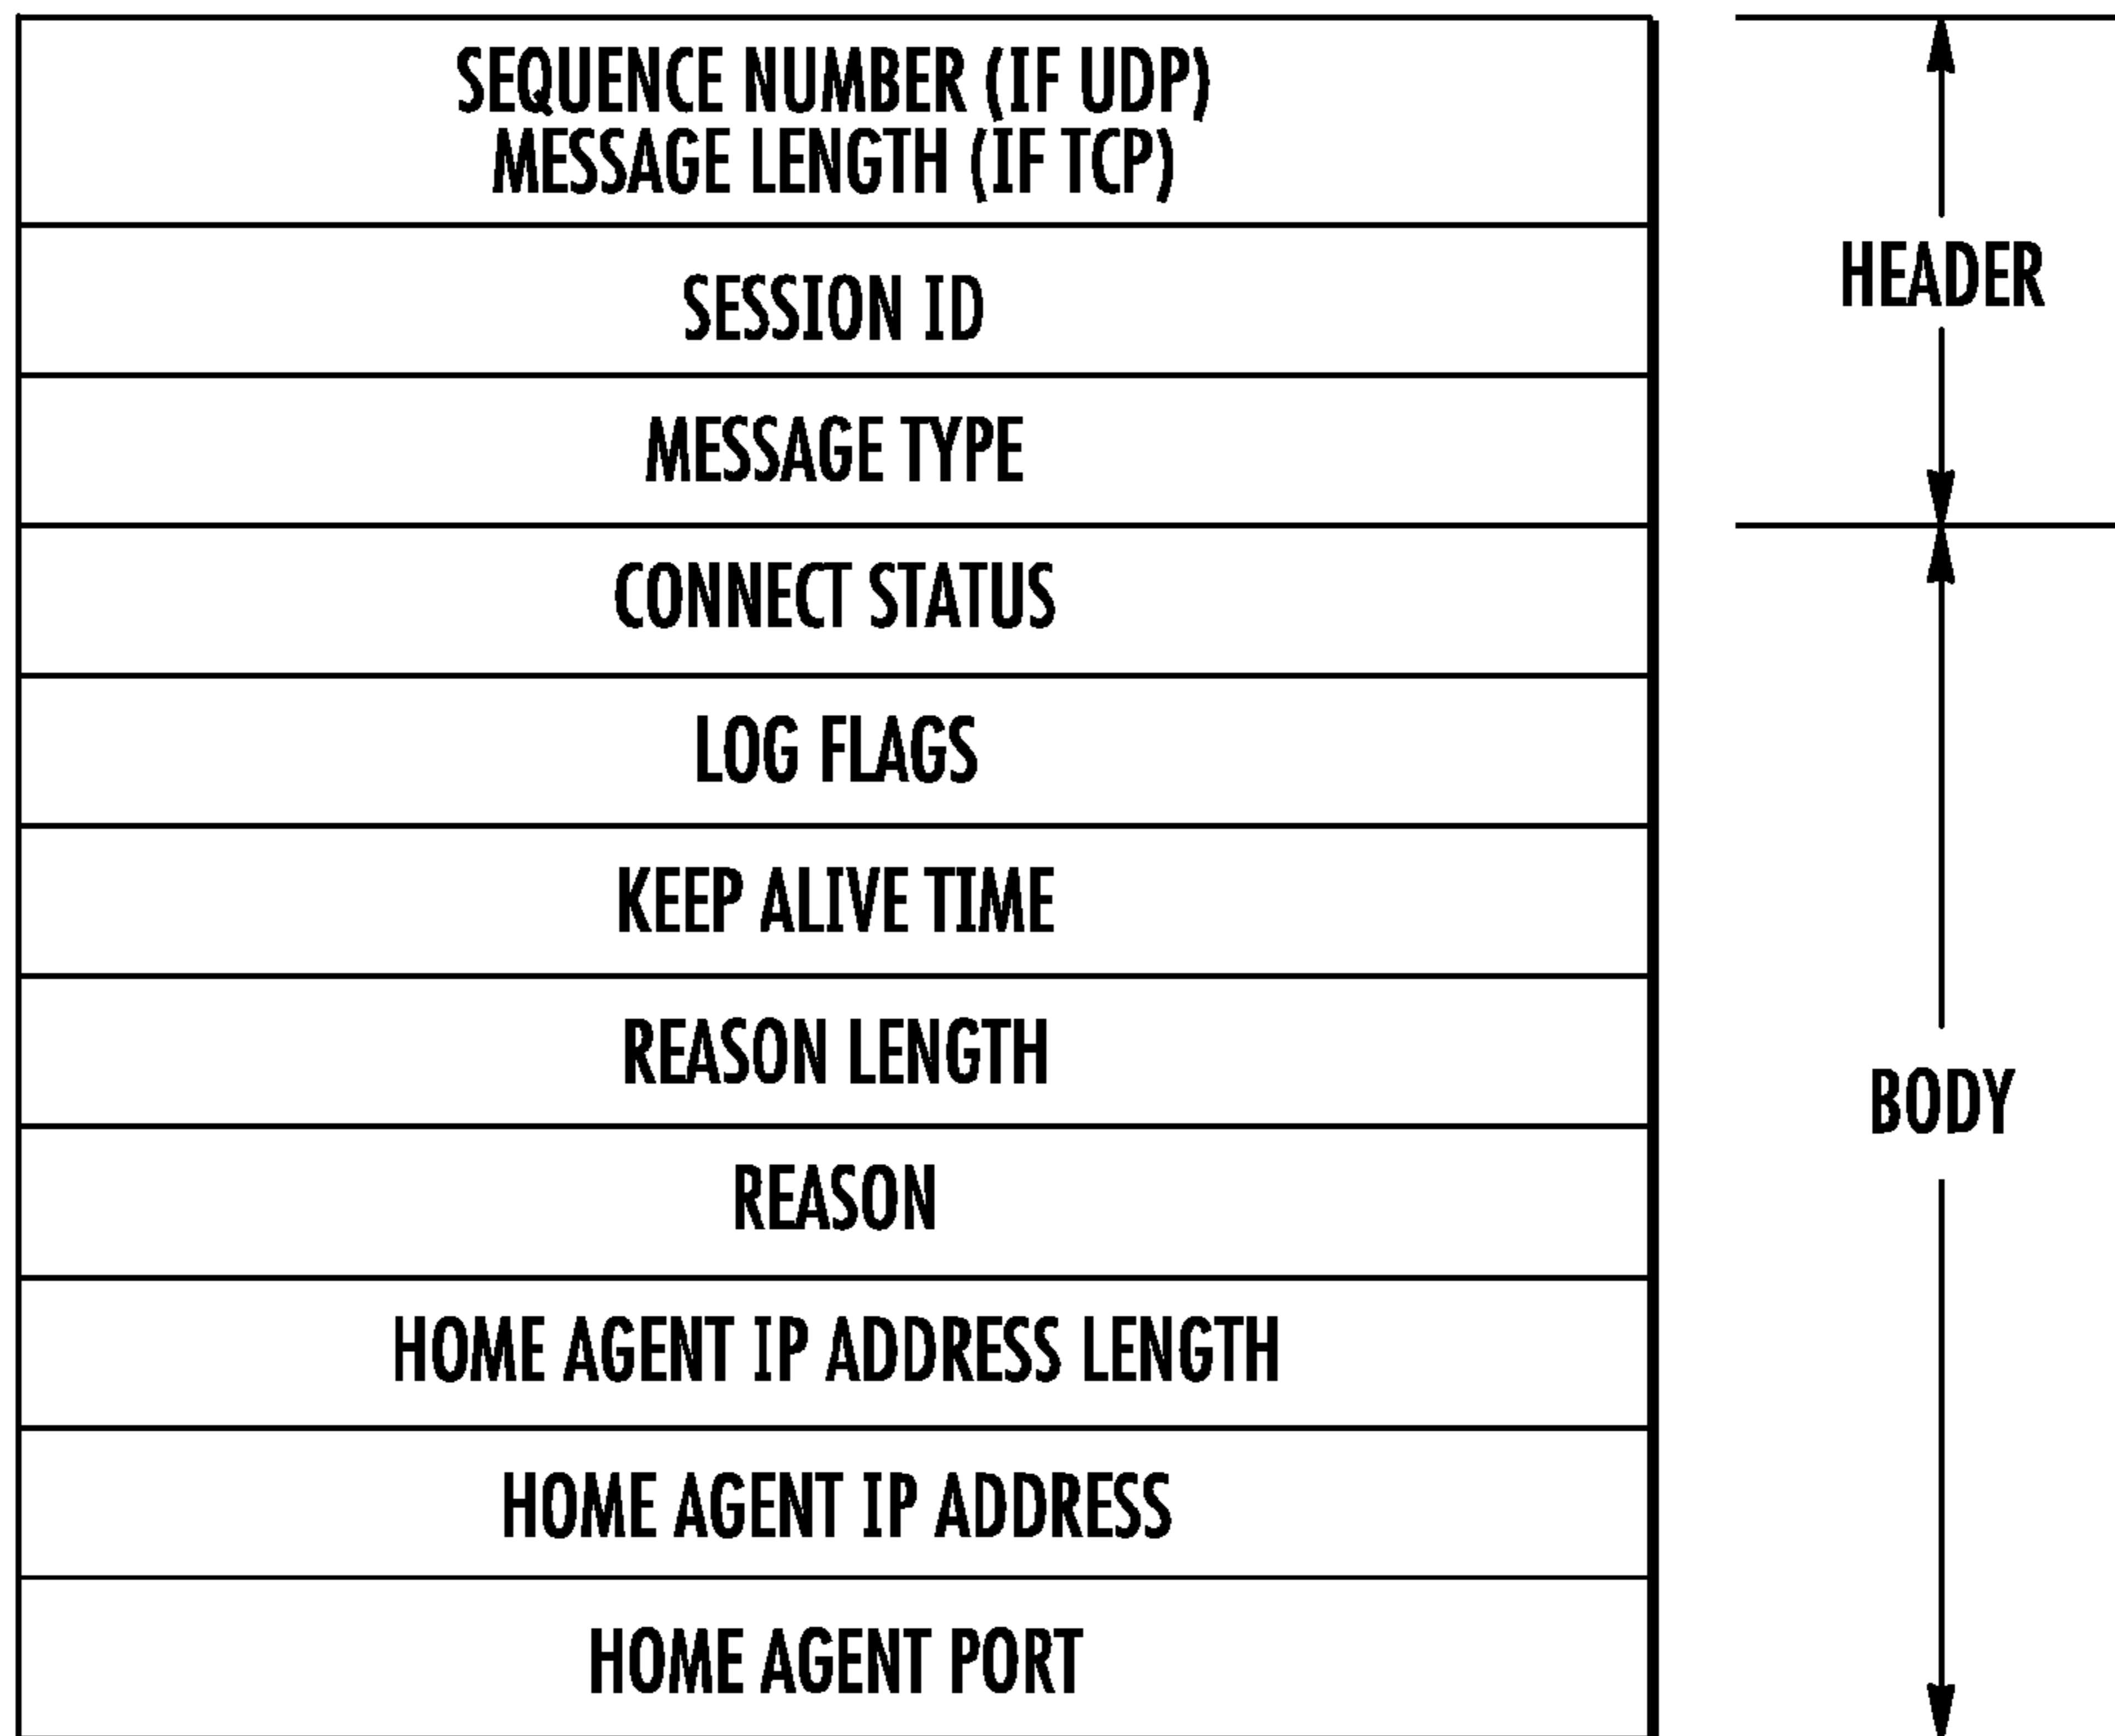 SEQUENCE NUMBER (IF UDP)
MESSAGE LENGTH (IF TCP)
SESSION ID
HEADER
MESSAGE TYPE
CONNECT STATUS
LOG FLAGS
KEEP ALIVE TIME
REASON LENGTH
BODY
REASON
HOME AGENT IP ADDRESS LENGTH
HOME AGENT IP ADDRESS
HOME AGENT PORT